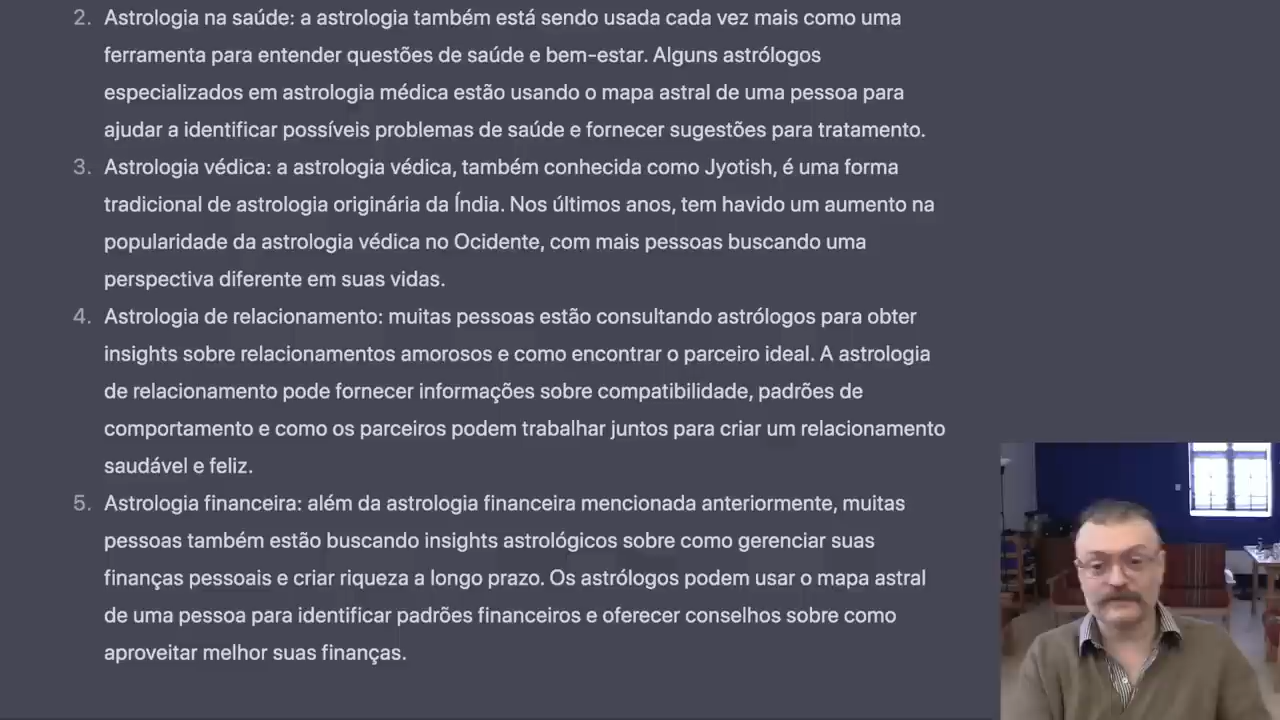 2. Astrologia na saúde: a astrologia também está sendo usada cada vez mais como uma
ferramenta para entender questões de saúde e bem-estar. Alguns astrólogos
especializados em astrologia médica estão usando o mapa astral de uma pessoa para
ajudar a identificar possíveis problemas de saúde e fornecer sugestões para tratamento.
3. Astrologia védica: a astrologia védica, também conhecida como Jyotish, é uma forma
tradicional de astrologia originária da Índia. Nos últimos anos, tem havido um aumento na
popularidade da astrologia védica no Ocidente, com mais pessoas buscando uma
perspectiva diferente em suas vidas.
4. Astrologia de relacionamento: muitas pessoas estão consultando astrólogos para obter
insights sobre relacionamentos amorosos e como encontrar o parceiro ideal. A astrologia
de relacionamento pode fornecer informações sobre compatibilidade, padrões de
comportamento e como os parceiros podem trabalhar juntos para criar um relacionamento
saudável e feliz.
5. Astrologia financeira: além da astrologia financeira mencionada anteriormente, muitas
pessoas também estão buscando insights astrológicos sobre como gerenciar suas
finanças pessoais e criar riqueza a longo prazo. Os astrólogos podem usar o mapa astral
de uma pessoa para identificar padrões financeiros e oferecer conselhos sobre como
aproveitar melhor suas finanças.